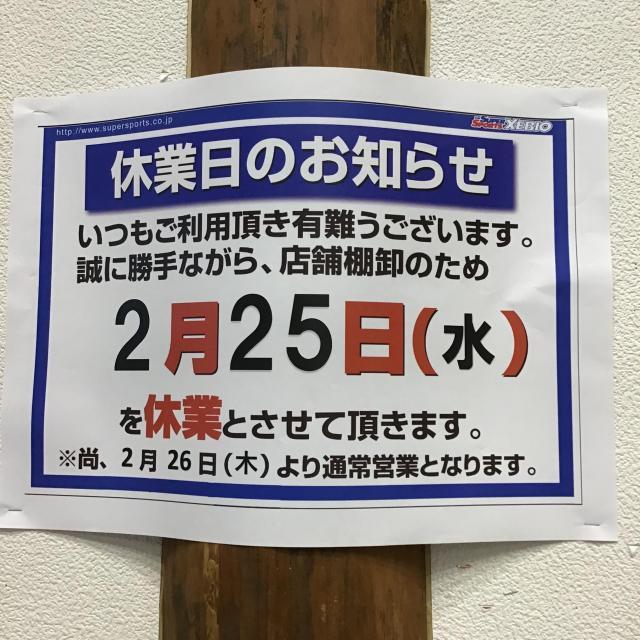 http://www.supersports.co.jp
SUPER SPORTS XEBIO
休業日のお知らせ
いつもご利用頂き有難うございます。
誠に勝手ながら、店舗棚卸のため
2月25日(水)
を休業とさせて頂きます。
※尚、2月26日(木)より通常営業となります。